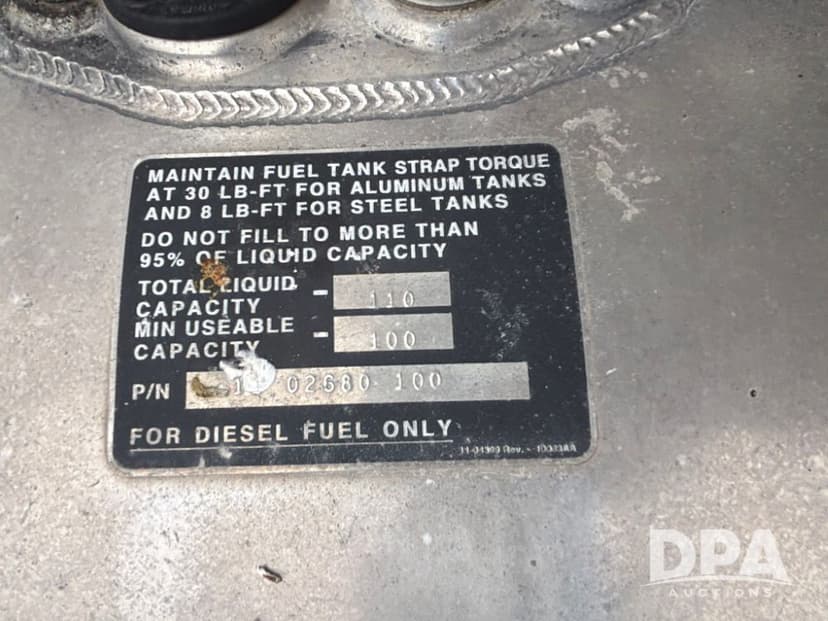 MAINTAIN FUEL TANK STRAP TORQUE
AT 30 LB-FT FOR ALUMINUM TANKS
AND 8 LB-FT FOR STEEL TANKS
DO NOT FILL TO MORE THAN
95% OF LIQUID CAPACITY
TOTAL LIQUID
CAPACITY - 110
MIN USEABLE
CAPACITY - 100
P/N 02680 100
FOR DIESEL FUEL ONLY
Rev. -
DPA
AUCTIONS